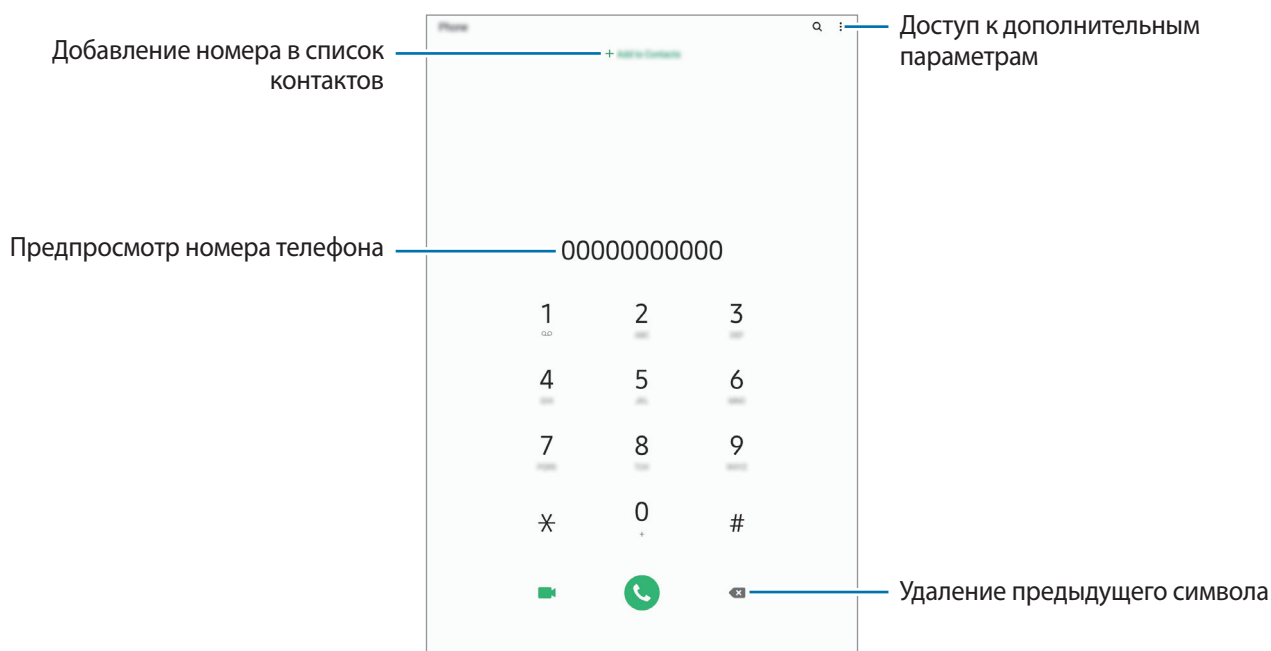 Phone
Доступ к дополнительным
параметрам
Добавление номера в список
контактов
+ Add to Contacts
Предпросмотр номера телефона
00000000000
1 2 3
4 5 6
7 8 9
0 #
+
Удаление предыдущего символа